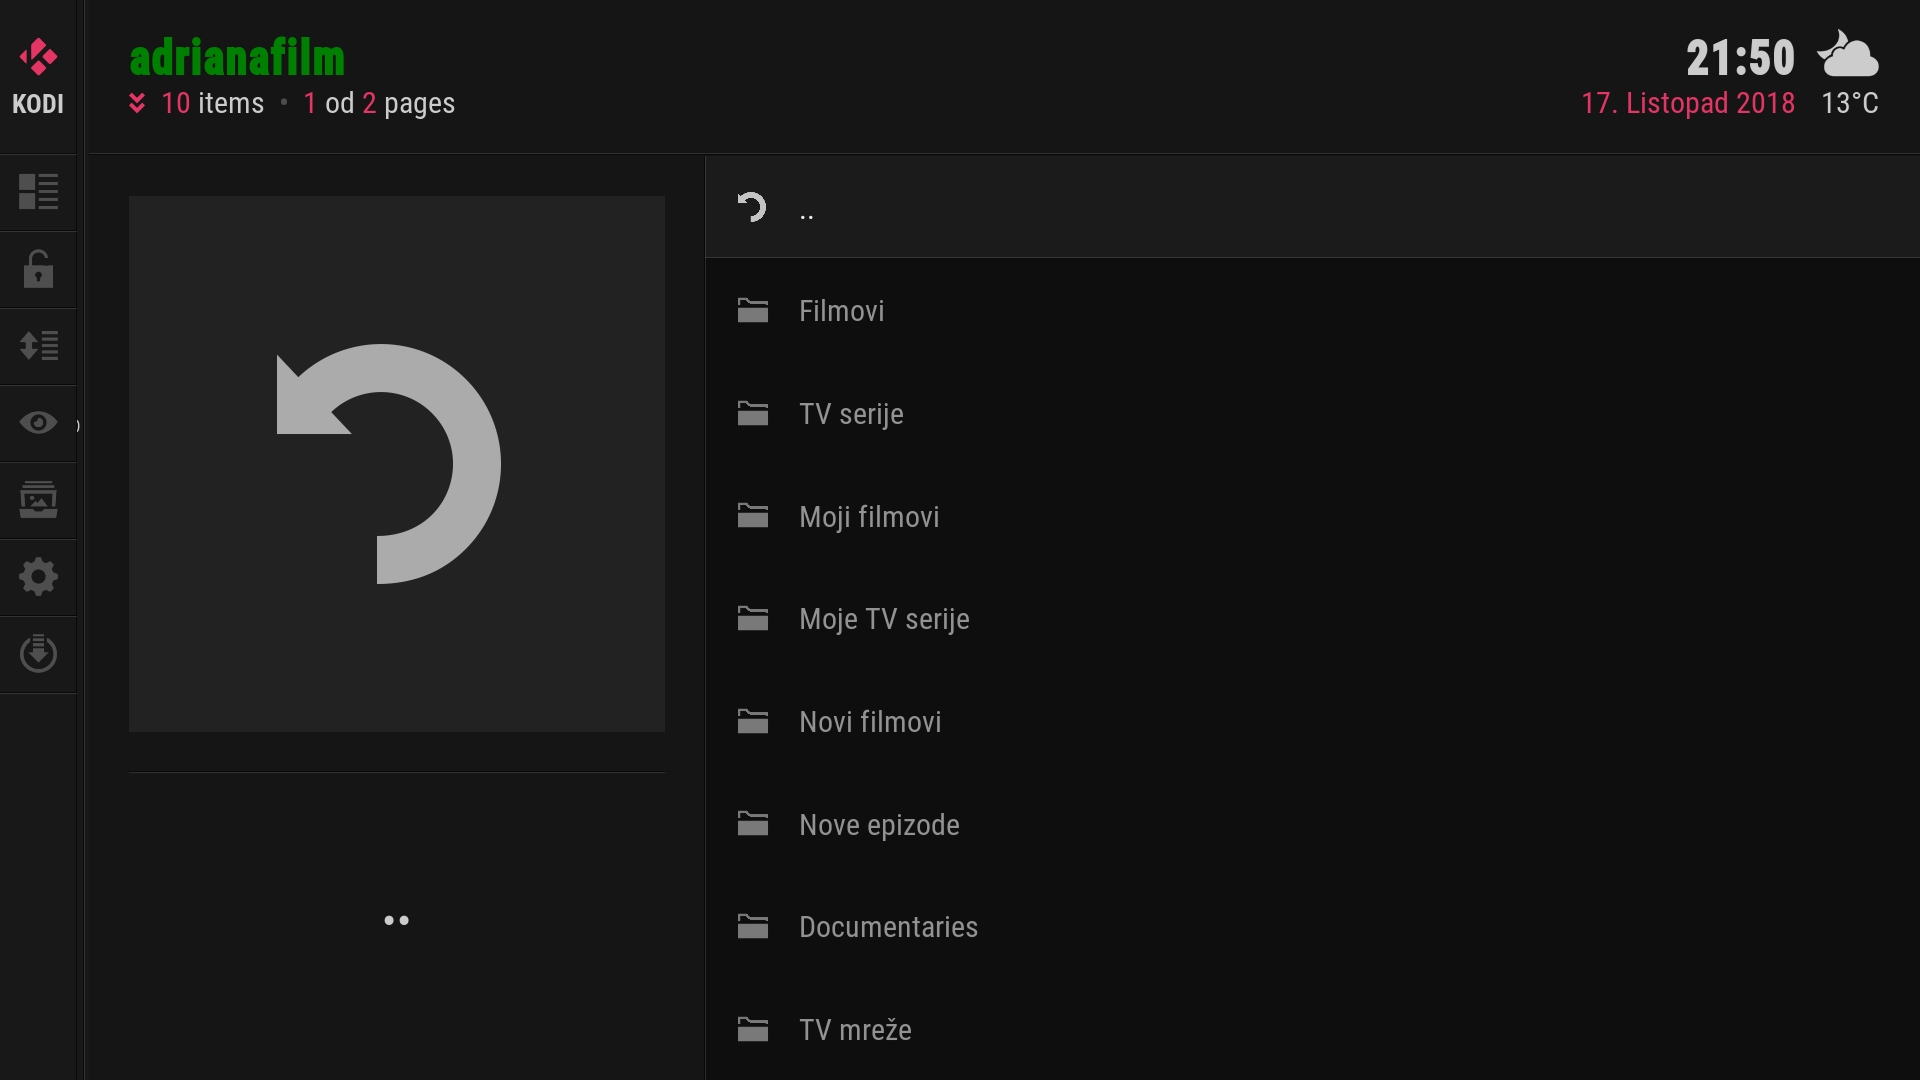 KODI
adrianafilm
10 items • 1 od 2 pages
21:50
17. Listopad 2018 13°C
..
Filmovi
TV serije
Moji filmovi
Moje TV serije
Novi filmovi
Nove epizode
Documentaries
TV mreže
..